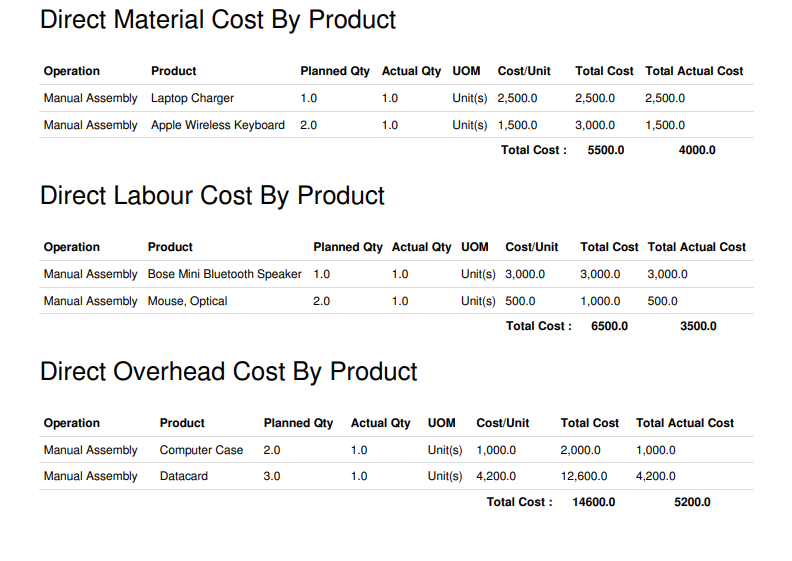 Direct Material Cost By Product
Operation Product Planned Qty Actual Qty UOM Cost/Unit Total Cost Total Actual Cost
Manual Assembly Laptop Charger 1.0 1.0 Unit(s) 2,500.0 2,500.0 2,500.0
Manual Assembly Apple Wireless Keyboard 2.0 1.0 Unit(s) 1,500.0 3,000.0 1,500.0
Total Cost : 5500.0 4000.0
Direct Labour Cost By Product
Operation Product Planned Qty Actual Qty UOM Cost/Unit Total Cost Total Actual Cost
Manual Assembly Bose Mini Bluetooth Speaker 1.0 1.0 Unit(s) 3,000.0 3,000.0 3,000.0
Manual Assembly Mouse, Optical 2.0 1.0 Unit(s) 500.0 1,000.0 500.0
Total Cost : 6500.0 3500.0
Direct Overhead Cost By Product
Operation Product Planned Qty Actual Qty UOM Cost/Unit Total Cost Total Actual Cost
Manual Assembly Computer Case 2.0 1.0 Unit(s) 1,000.0 2,000.0 1,000.0
Manual Assembly Datacard 3.0 1.0 Unit(s) 4,200.0 12,600.0 4,200.0
Total Cost : 14600.0 5200.0